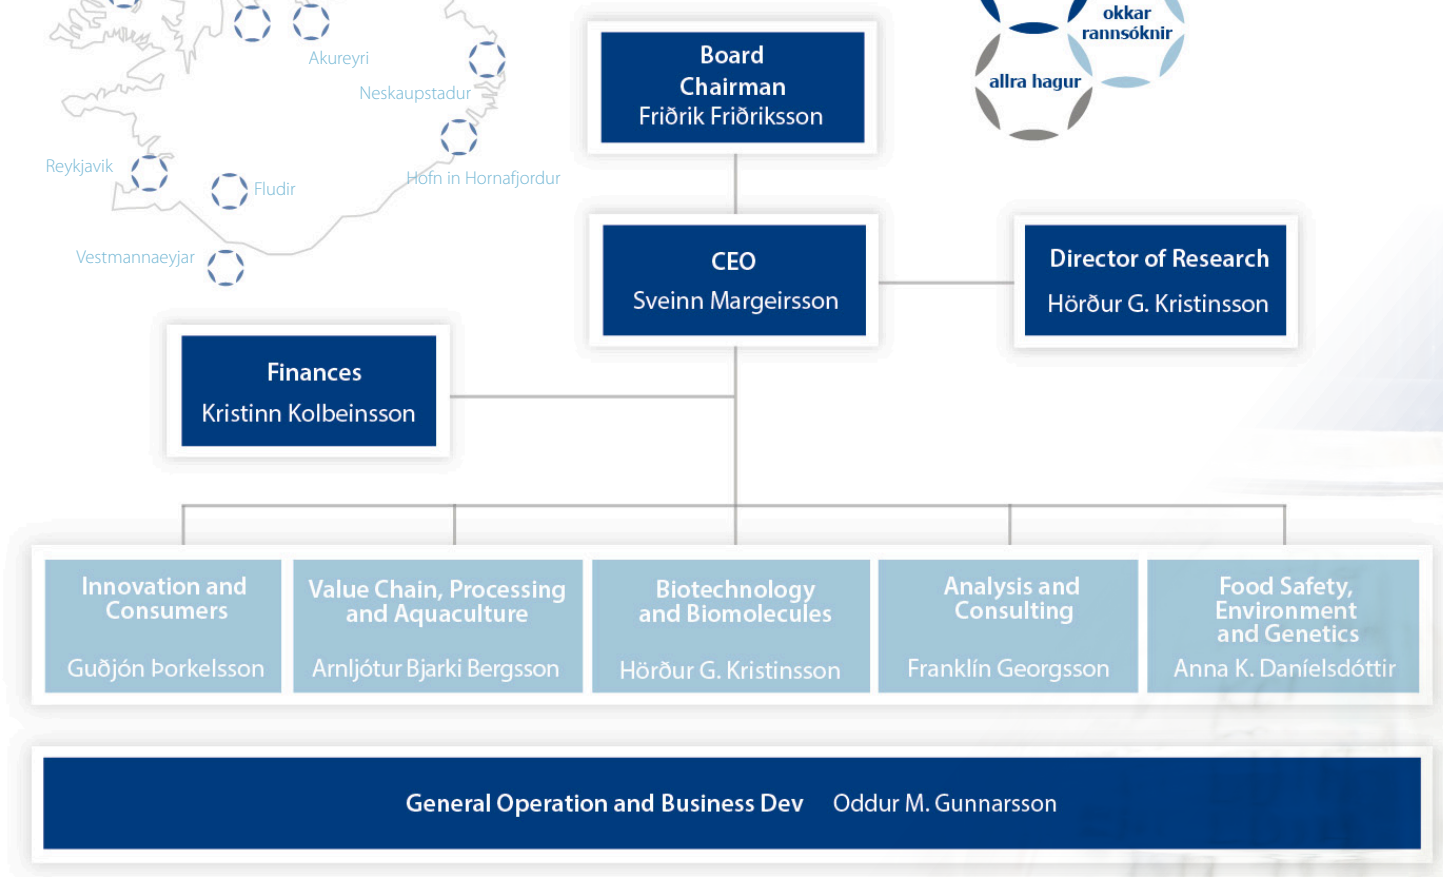 okkar
rannsóknir
allra hagur
Akureyri
Neskaupstadur
Reykjavik
Fludir
Höfn in Hornafjordur
Vestmannaeyjar
Board
Chairman
Friðrik Friðriksson
CEO
Sveinn Margeirsson
Director of Research
Hörður G. Kristinsson
Finances
Kristinn Kolbeinsson
Innovation and
Consumers
Guðjón Þorkelsson
Value Chain, Processing
and Aquaculture
Arnljótur Bjarki Bergsson
Biotechnology
and Biomolecules
Hörður G. Kristinsson
Analysis and
Consulting
Franklín Georgsson
Food Safety,
Environment
and Genetics
Anna K. Daníelsdóttir
General Operation and Business Dev Oddur M. Gunnarsson